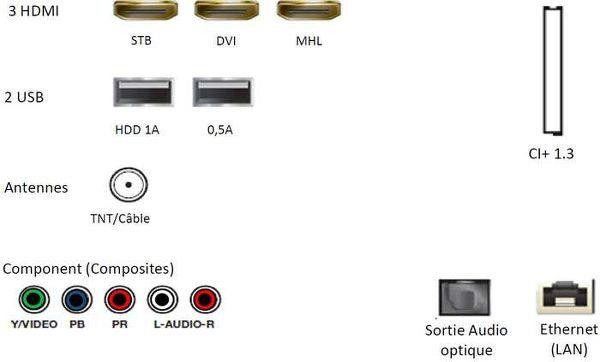 3 HDMI
STB DVI MHL
2 USB
HDD 1A 0,5A
CI+ 1.3
Antennes
TNT/Câble
Component (Composites)
Y/VIDEO PB PR L-AUDIO-R
Sortie Audio
optique
Ethernet
(LAN)